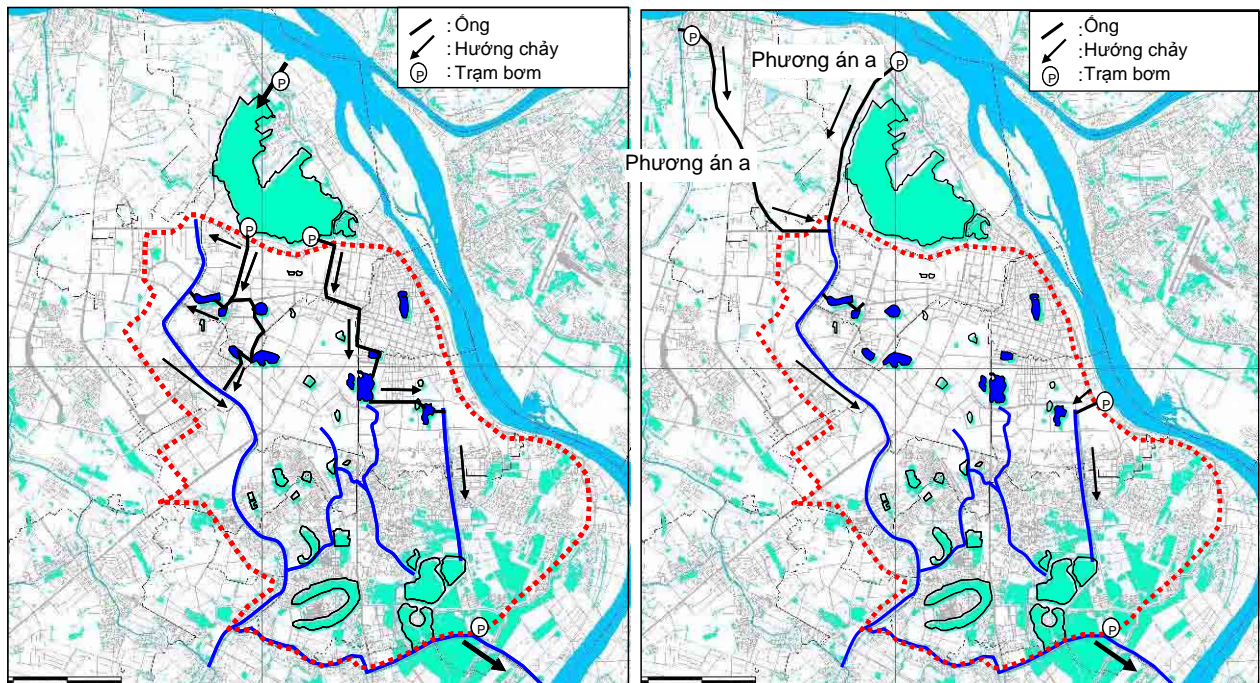 : Ống
: Hướng chảy
P : Trạm bơm
P
P
P
P
: Ống
:Hướng chảy
P :Trạm bơm
P
Phương án a
P
Phương án a
P
P